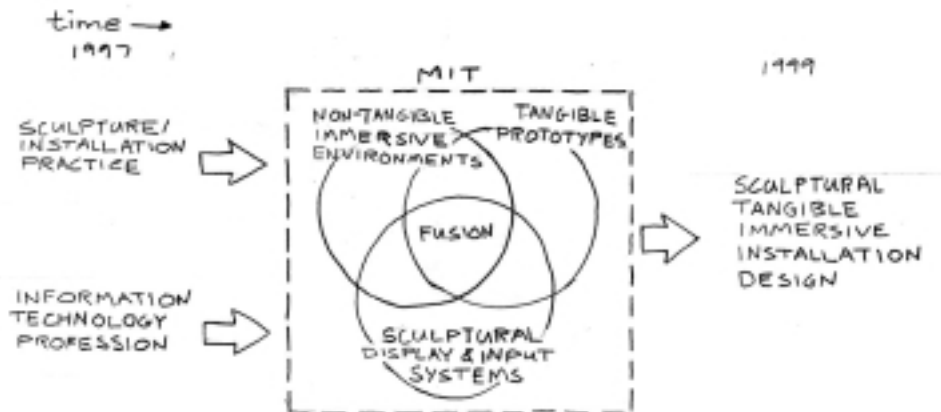 time →
1997
MIT
1999
SCULPTURE/
INSTALLATION
PRACTICE
NON-TANGIBLE
IMMERSIVE
ENVIRONMENTS
TANGIBLE
PROTOTYPES
FUSION
SCULPTURAL
TANGIBLE
IMMERSIVE
INSTALLATION
DESIGN
INFORMATION
TECHNOLOGY
PROFESSION
SCULPTURAL
DISPLAY & INPUT
SYSTEMS